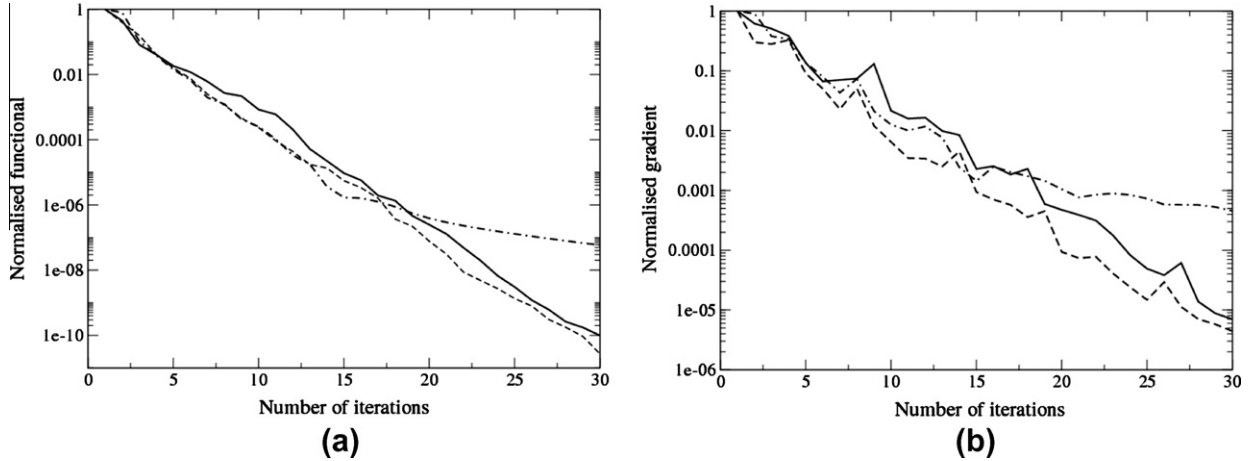 1
0.01
0.0001
1e-06
1e-08
1e-10
Normalised functional
0 5 10 15 20 25 30
Number of iterations
(a)
1
0.1
0.01
0.001
0.0001
1e-05
1e-06
Normalised gradient
0 5 10 15 20 25 30
Number of iterations
(b)